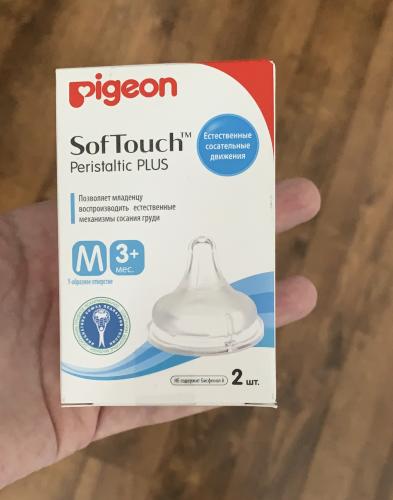 pigeon
SofTouch™
Peristaltic PLUS
Естественные
сосательные
движения
Позволяет младенцу
воспроизводить естественные
механизмы сосания груди
M
3+
мес.
Y-образное отверстие
НЕ содержит Бисфенол А
2 шт.